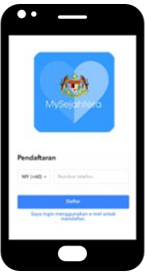 MySejahtera
Pendaftaran
MY (+60)
Nombor telefon
Daftar
Saya ingin menggunakan e-mel untuk
mendaftar.